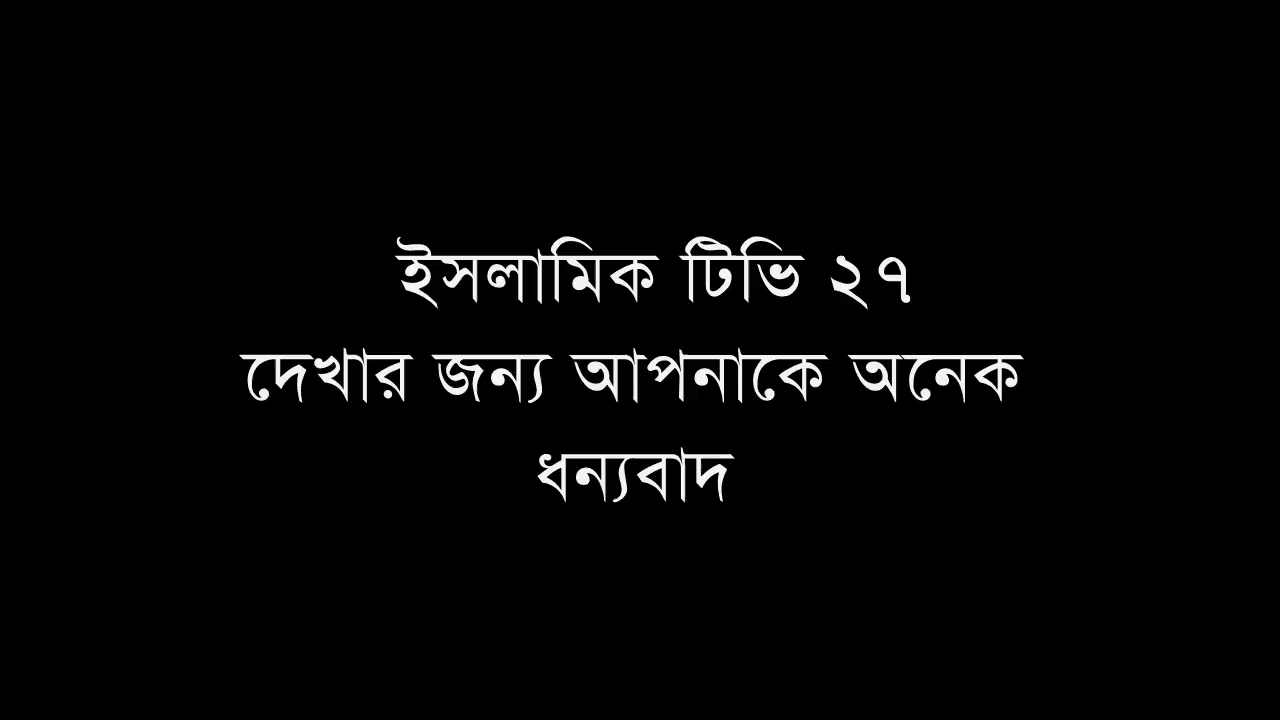 ইসলামিক টিভি ২৭
দেখার জন্য আপনাকে অনেক
ধন্যবাদ